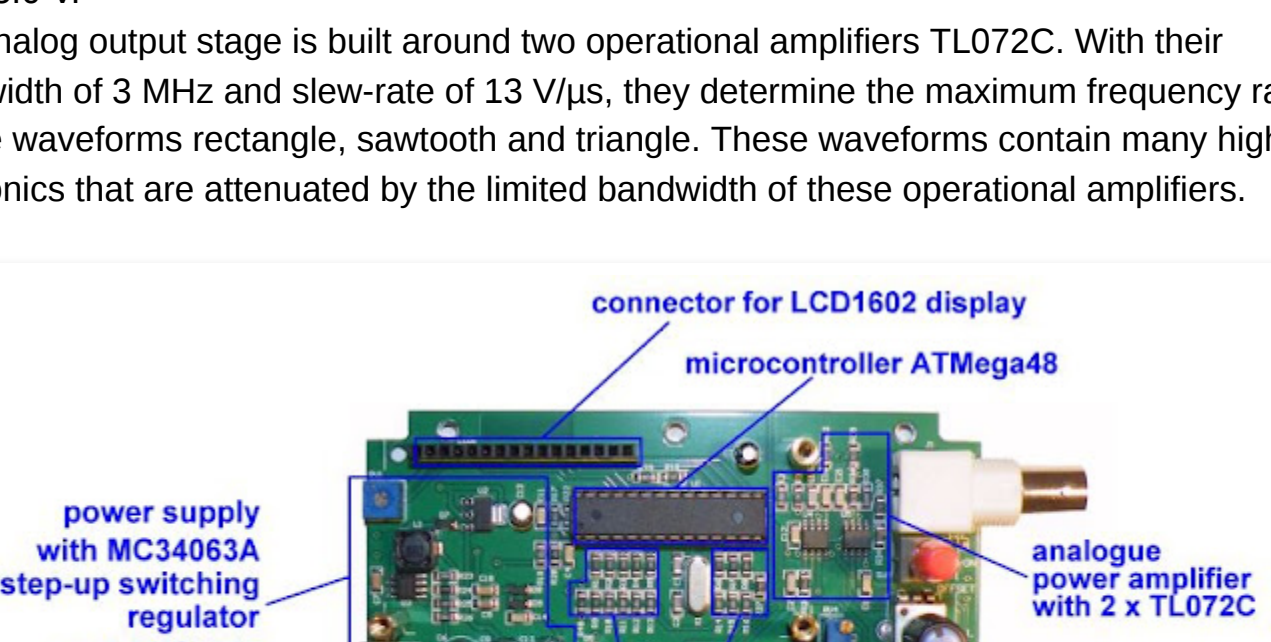 nalog output stage is built around two operational amplifiers TL072C. With their
width of 3 MHz and slew-rate of 13 V/µs, they determine the maximum frequency ra
e waveforms rectangle, sawtooth and triangle. These waveforms contain many high
onics that are attenuated by the limited bandwidth of these operational amplifiers.
connector for LCD1602 display
microcontroller ATMega48
power supply
with MC34063A
step-up switching
regulator
analogue
power amplifier
with 2 x TL072C